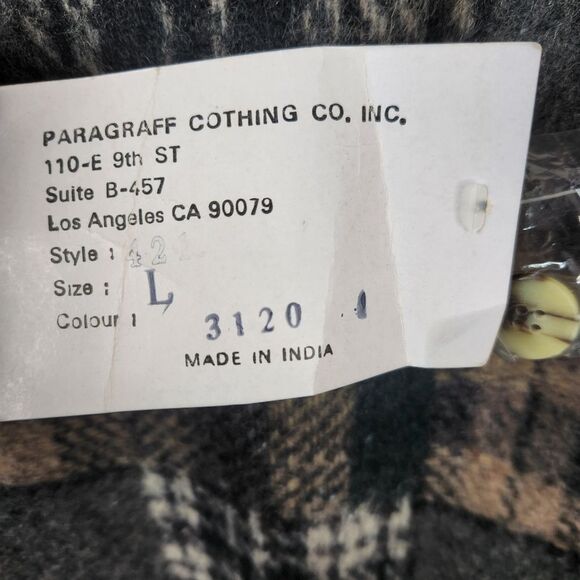 PARAGRAFF COTHING CO. INC.
110-E 9th ST
Suite B-457
Los Angeles CA 90079
Style :
Size : L
Colour : 3120 1
MADE IN INDIA